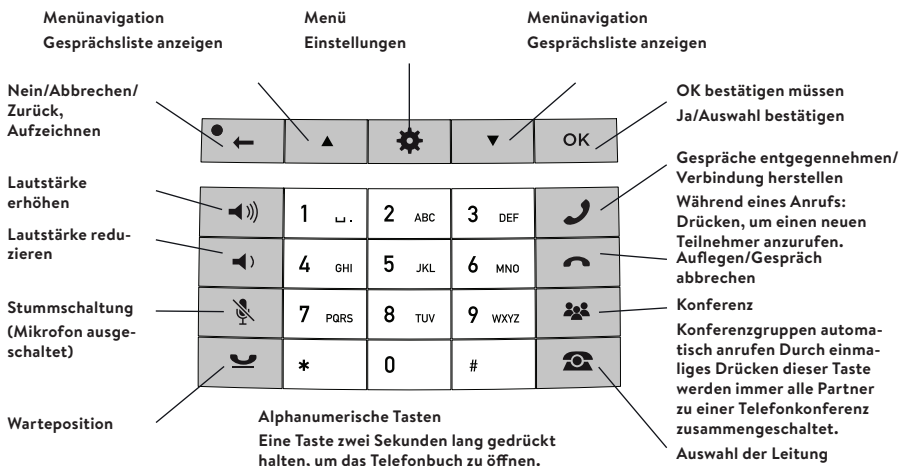 Menünavigation
Gesprächsliste anzeigen
Menü
Einstellungen
Menünavigation
Gesprächsliste anzeigen
Nein/Abbrechen/
Zurück,
Aufzeichnen
OK bestätigen müssen
Ja/Auswahl bestätigen
OK
Lautstärke
erhöhen
Lautstärke redu-
zieren
Stummschaltung
(Mikrofon ausge-
schaltet)
Warteposition
1 ␣ .
2 ABC
3 DEF
4 GHI
5 JKL
6 MNO
7 PQRS
8 TUV
9 WXYZ
*
0
#
Gespräche entgegennehmen/
Verbindung herstellen
Während eines Anrufs:
Drücken, um einen neuen
Teilnehmer anzurufen.
Auflegen/Gespräch
abbrechen
Konferenz
Konferenzgruppen automa-
tisch anrufen Durch einma-
liges Drücken dieser Taste
werden immer alle Partner
zu einer Telefonkonferenz
zusammengeschaltet.
Auswahl der Leitung
Alphanumerische Tasten
Eine Taste zwei Sekunden lang gedrückt
halten, um das Telefonbuch zu öffnen.